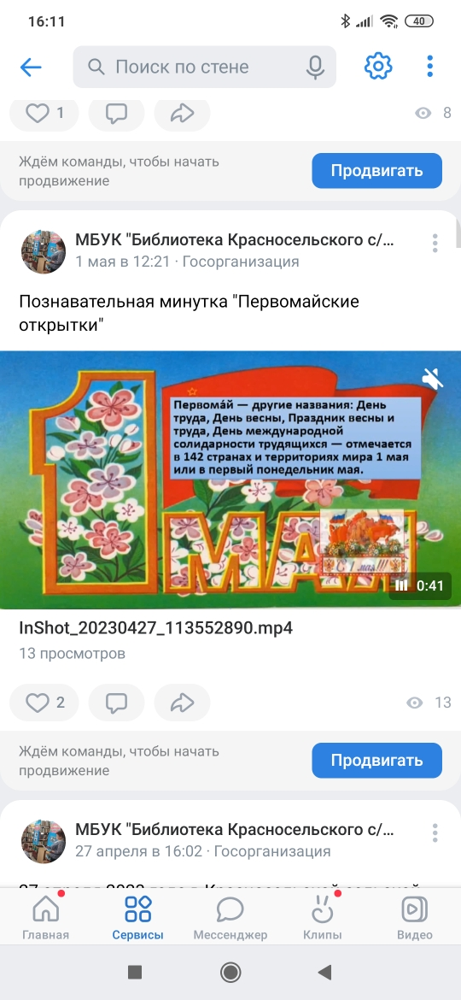 16:11
40
Поиск по стене
1
8
Ждём команды, чтобы начать
продвижение
Продвигать
МБУК "Библиотека Красносельского с/...
1 мая в 12:21 · Госорганизация
Познавательная минутка "Первомайские
открытки"
Первома́й — другие названия: День
труда, День весны, Праздник весны и
труда, День международной
солидарности трудящихся — отмечается
в 142 странах и территориях мира 1 мая
или в первый понедельник мая.
1 МАЯ
С 1 мая!!!
0:41
InShot_20230427_113552890.mp4
13 просмотров
2
13
Ждём команды, чтобы начать
продвижение
Продвигать
МБУК "Библиотека Красносельского с/...
27 апреля в 16:02 · Госорганизация
Главная
Сервисы
Мессенджер
Клипы
Видео